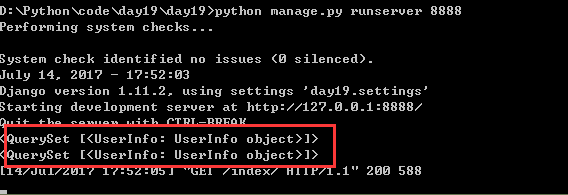 D:\Python\code\day19\day19>python manage.py runserver 8888
Performing system checks...
System check identified no issues (0 silenced).
July 14, 2017 - 17:52:03
Django version 1.11.2, using settings 'day19.settings'
Starting development server at http://127.0.0.1:8888/
Quit the server with CTRL-BREAK
<QuerySet [<UserInfo: UserInfo object>]>
<QuerySet [<UserInfo: UserInfo object>]>
[14/Jul/2017 17:52:05] "GET /index/ HTTP/1.1" 200 588